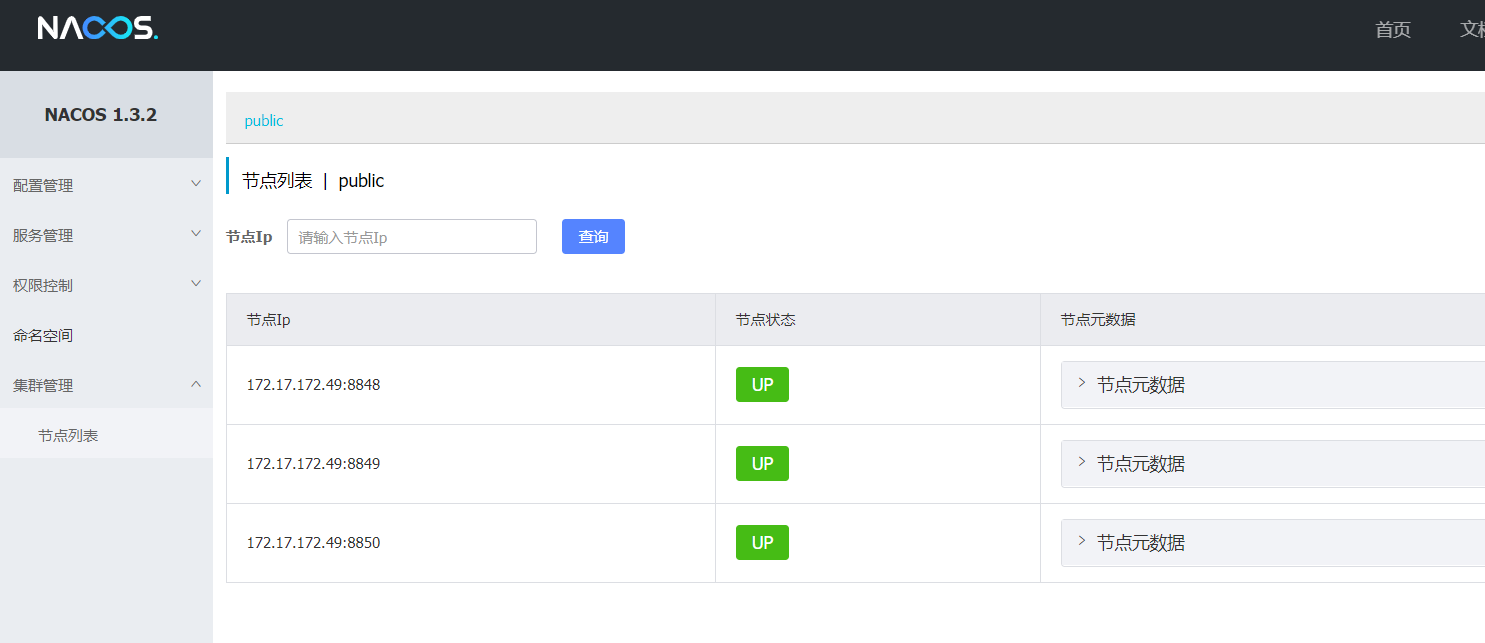 NACOS.
首页
NACOS 1.3.2
public
配置管理
服务管理
权限控制
命名空间
集群管理
节点列表
节点列表 | public
节点Ip 请输入节点Ip 查询
节点Ip 节点状态 节点元数据
172.17.172.49:8848 UP 节点元数据
172.17.172.49:8849 UP 节点元数据
172.17.172.49:8850 UP 节点元数据